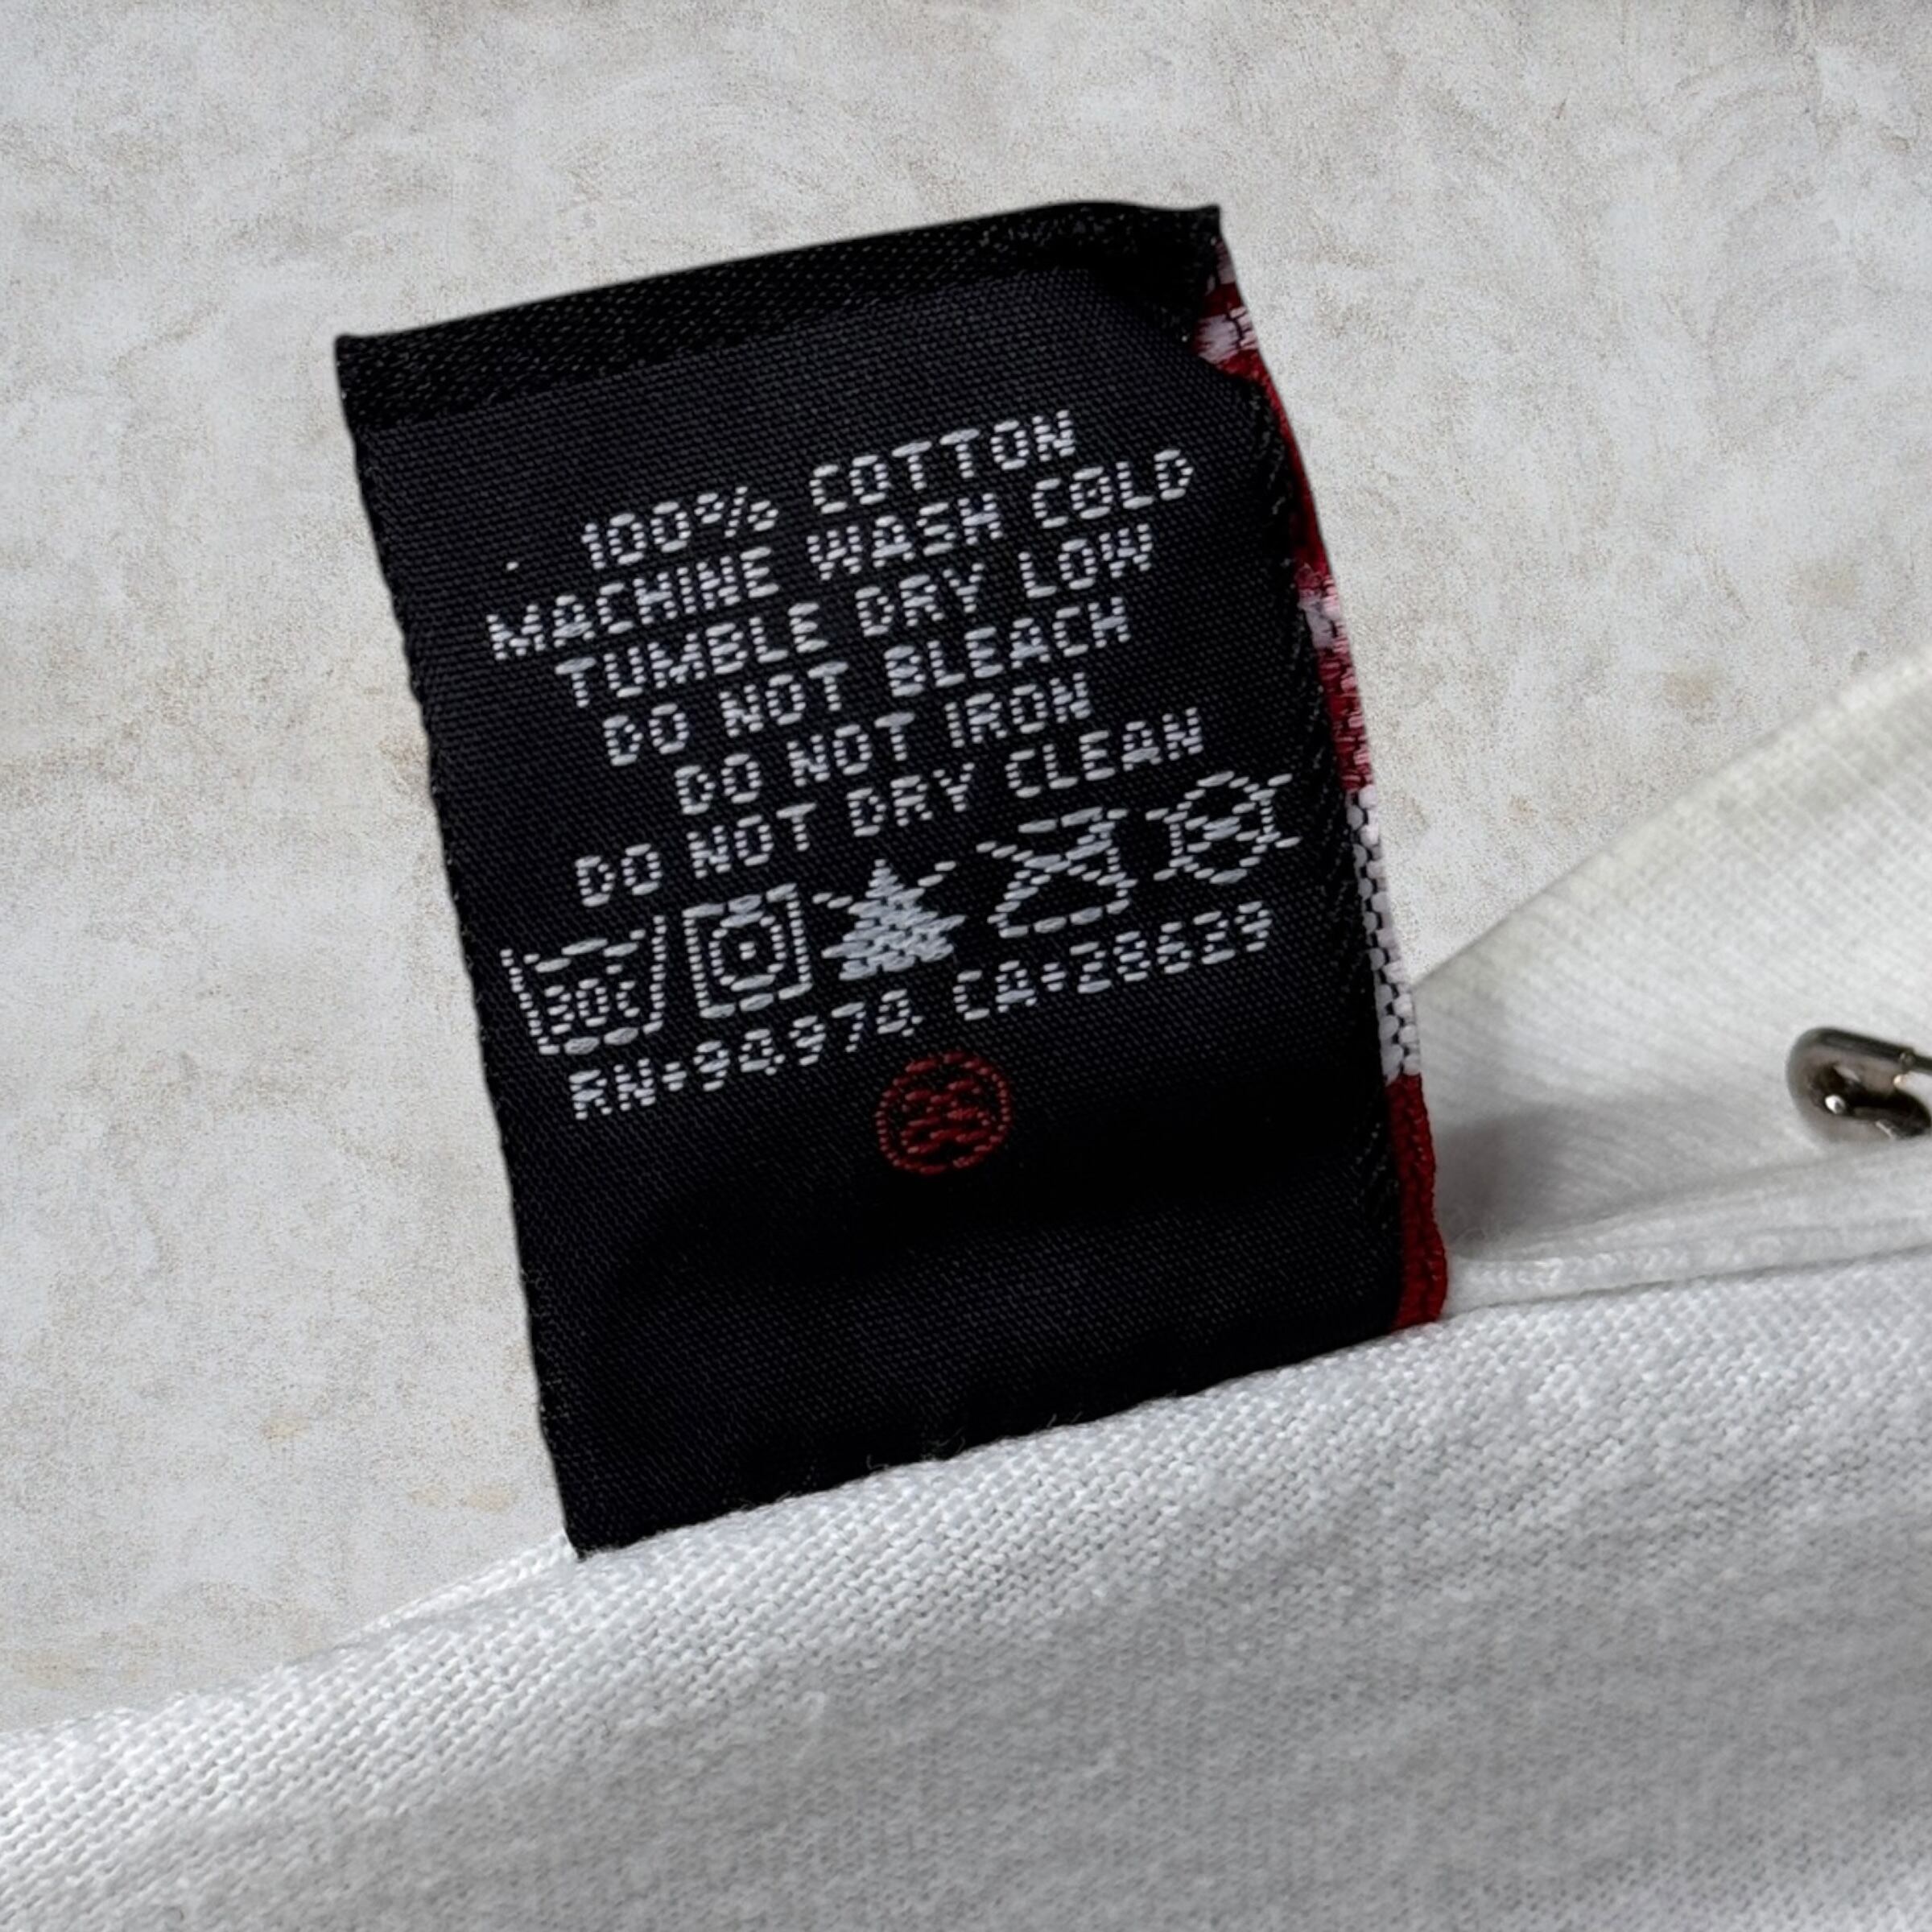 100% COTTON
MACHINE WASH COLD
TUMBLE DRY LOW
DO NOT BLEACH
DO NOT IRON
DO NOT DRY CLEAN
30c
RN•94974 CA•28629